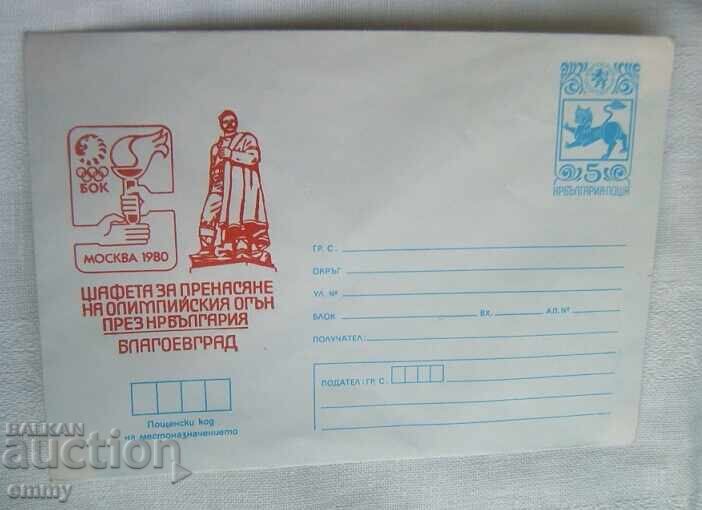 БОК
МОСКВА 1980
ЩАФЕТА ЗА ПРЕНАСЯНЕ
НА ОЛИМПИЙСКИЯ ОГЪН
ПРЕЗ НРБЪЛГАРИЯ
БЛАГОЕВГРАД
Пощенски код
на местоназначението
5
НРБЪЛГАРИЯ·ПОЩА
ГР. С.
ОКРЪГ
УЛ. №
БЛОК ВХ. АП. №
ПОЛУЧАТЕЛ:
ПОДАТЕЛ: ГР. С.
BALKAN
auction
emmy